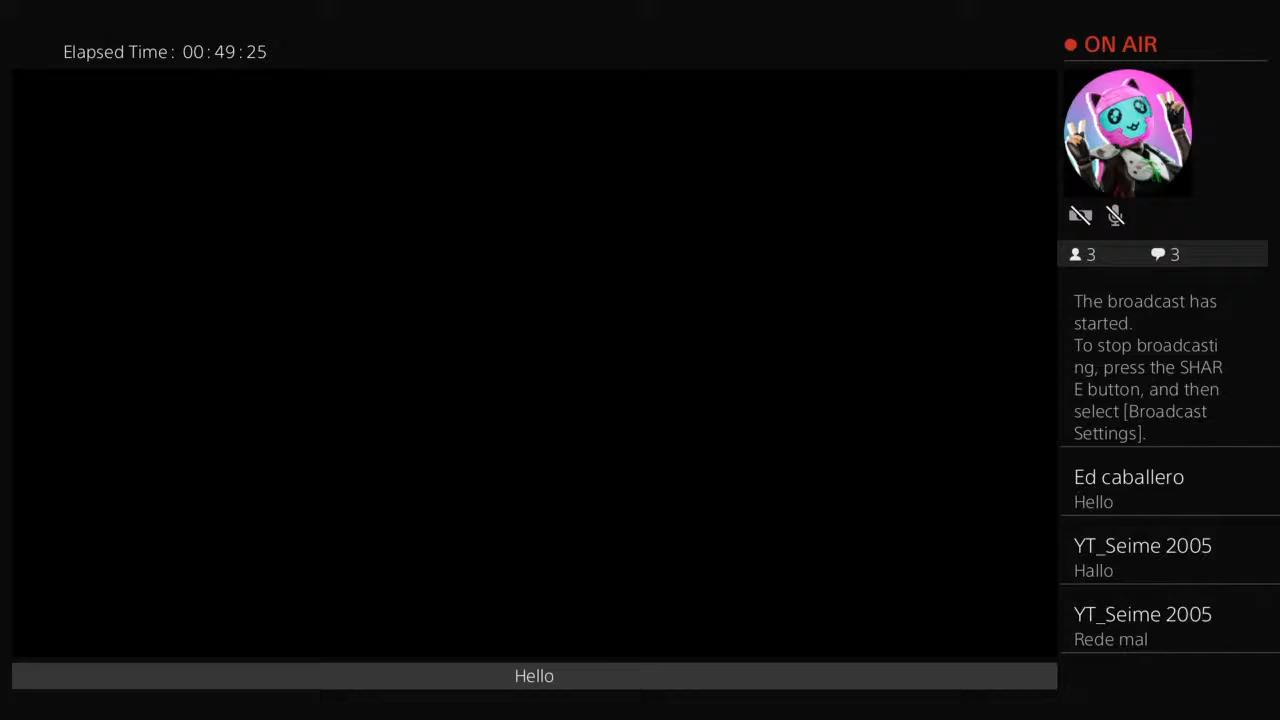 Elapsed Time: 00:49:25
ON AIR
3 3
The broadcast has
started.
To stop broadcasti
ng, press the SHAR
E button, and then
select [Broadcast
Settings].
Ed caballero
Hello
YT_Seime 2005
Hallo
YT_Seime 2005
Rede mal
Hello